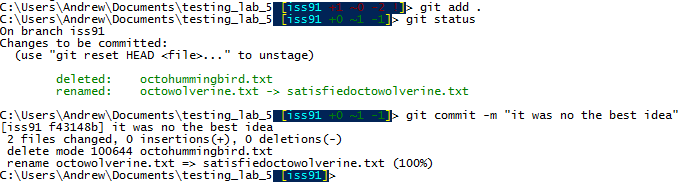 C:\Users\Andrew\Documents\testing_lab_5 [iss91 +1 ~0 -2 !]> git add .
C:\Users\Andrew\Documents\testing_lab_5 [iss91 +0 ~1 -1]> git status
On branch iss91
Changes to be committed:
  (use "git reset HEAD <file>..." to unstage)
        deleted:    octohummingbird.txt
        renamed:    octowolverine.txt -> satisfiedoctowolverine.txt
C:\Users\Andrew\Documents\testing_lab_5 [iss91 +0 ~1 -1]> git commit -m "it was no the best idea"
[iss91 f43148b] it was no the best idea
 2 files changed, 0 insertions(+), 0 deletions(-)
 delete mode 100644 octohummingbird.txt
 rename octowolverine.txt => satisfiedoctowolverine.txt (100%)
C:\Users\Andrew\Documents\testing_lab_5 [iss91]>